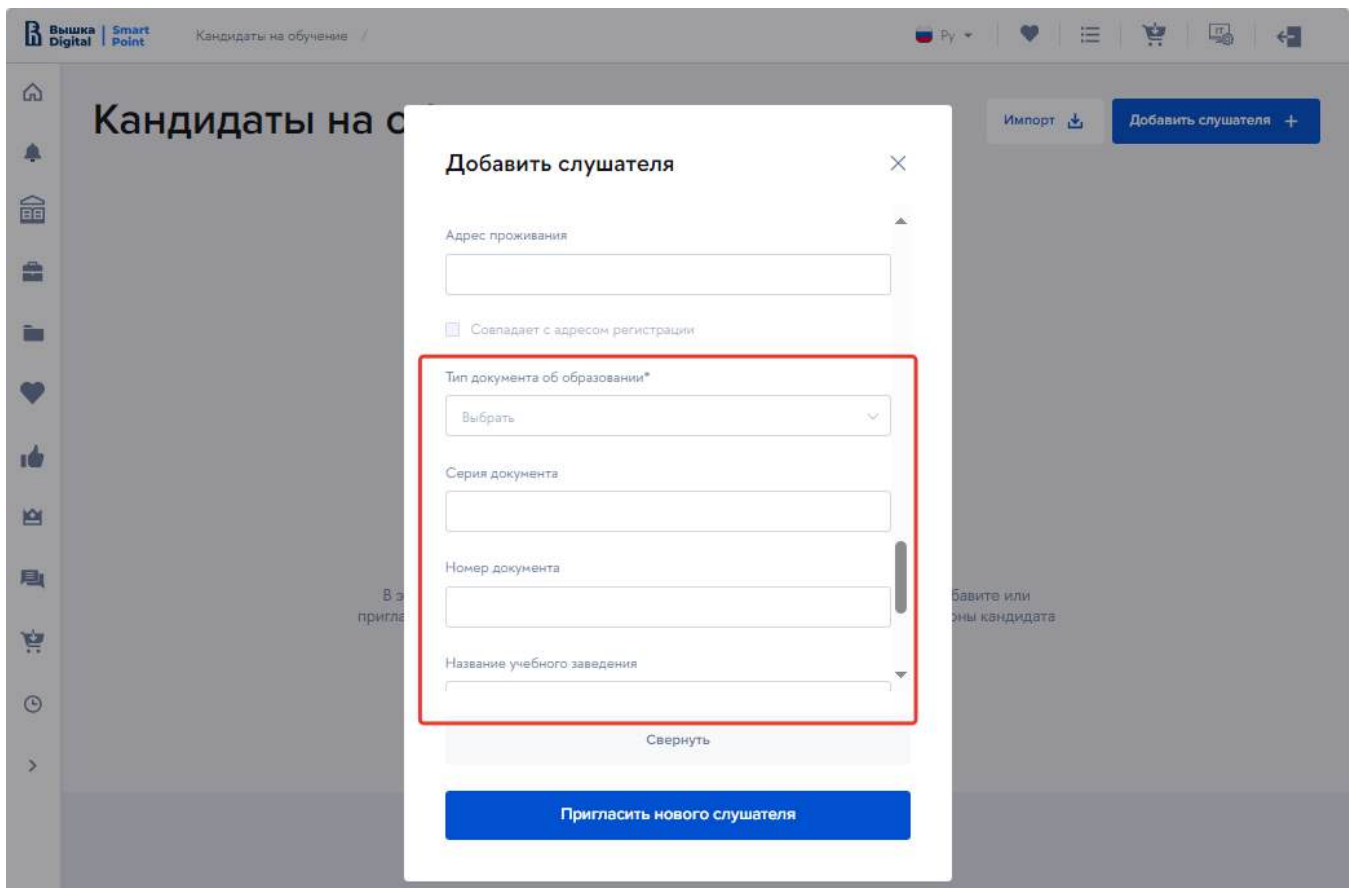 Вышка Digital | Smart Point
Кандидаты на обучение /
Ру
Кандидаты на о
Импорт
Добавить слушателя +
Добавить слушателя
Адрес проживания
Совпадает с адресом регистрации
Тип документа об образовании*
Выбрать
Серия документа
Номер документа
В э
бавите или
пригла
оны кандидата
Название учебного заведения
Свернуть
Пригласить нового слушателя